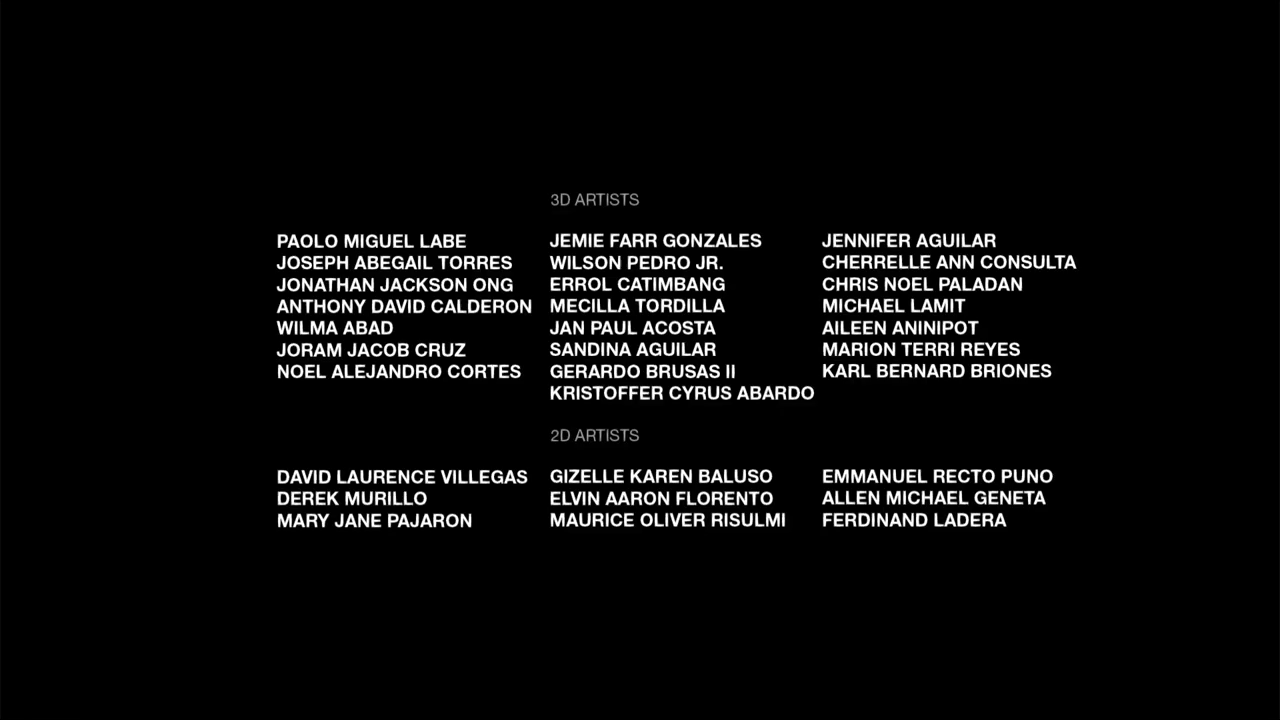 3D ARTISTS
PAOLO MIGUEL LABE JEMIE FARR GONZALES JENNIFER AGUILAR
JOSEPH ABEGAIL TORRES WILSON PEDRO JR. CHERRELLE ANN CONSULTA
JONATHAN JACKSON ONG ERROL CATIMBANG CHRIS NOEL PALADAN
ANTHONY DAVID CALDERON MECILLA TORDILLA MICHAEL LAMIT
WILMA ABAD JAN PAUL ACOSTA AILEEN ANINIPOT
JORAM JACOB CRUZ SANDINA AGUILAR MARION TERRI REYES
NOEL ALEJANDRO CORTES GERARDO BRUSAS II KARL BERNARD BRIONES
KRISTOFFER CYRUS ABARDO
2D ARTISTS
DAVID LAURENCE VILLEGAS GIZELLE KAREN BALUSO EMMANUEL RECTO PUNO
DEREK MURILLO ELVIN AARON FLORENTO ALLEN MICHAEL GENETA
MARY JANE PAJARON MAURICE OLIVER RISULMI FERDINAND LADERA